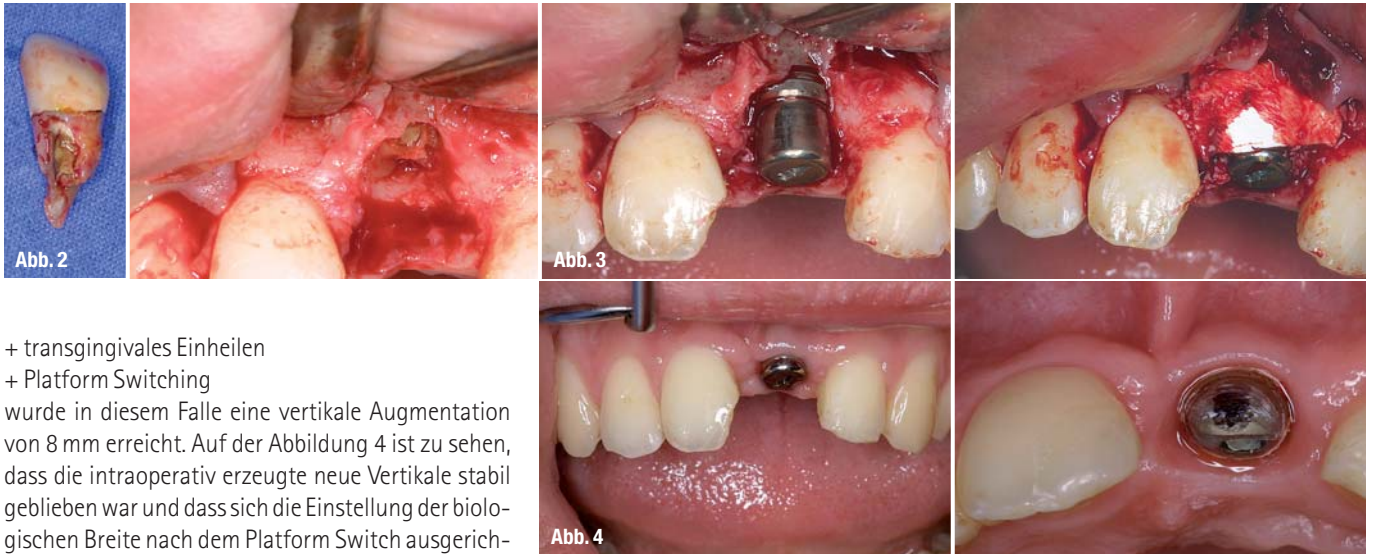 Abb. 2
Abb. 3
+ transgingivales Einheilen
+ Platform Switching
wurde in diesem Falle eine vertikale Augmentation
von 8 mm erreicht. Auf der Abbildung 4 ist zu sehen,
dass die intraoperativ erzeugte neue Vertikale stabil
geblieben war und dass sich die Einstellung der biolo-
gischen Breite nach dem Platform Switch ausgerich-
Abb. 4